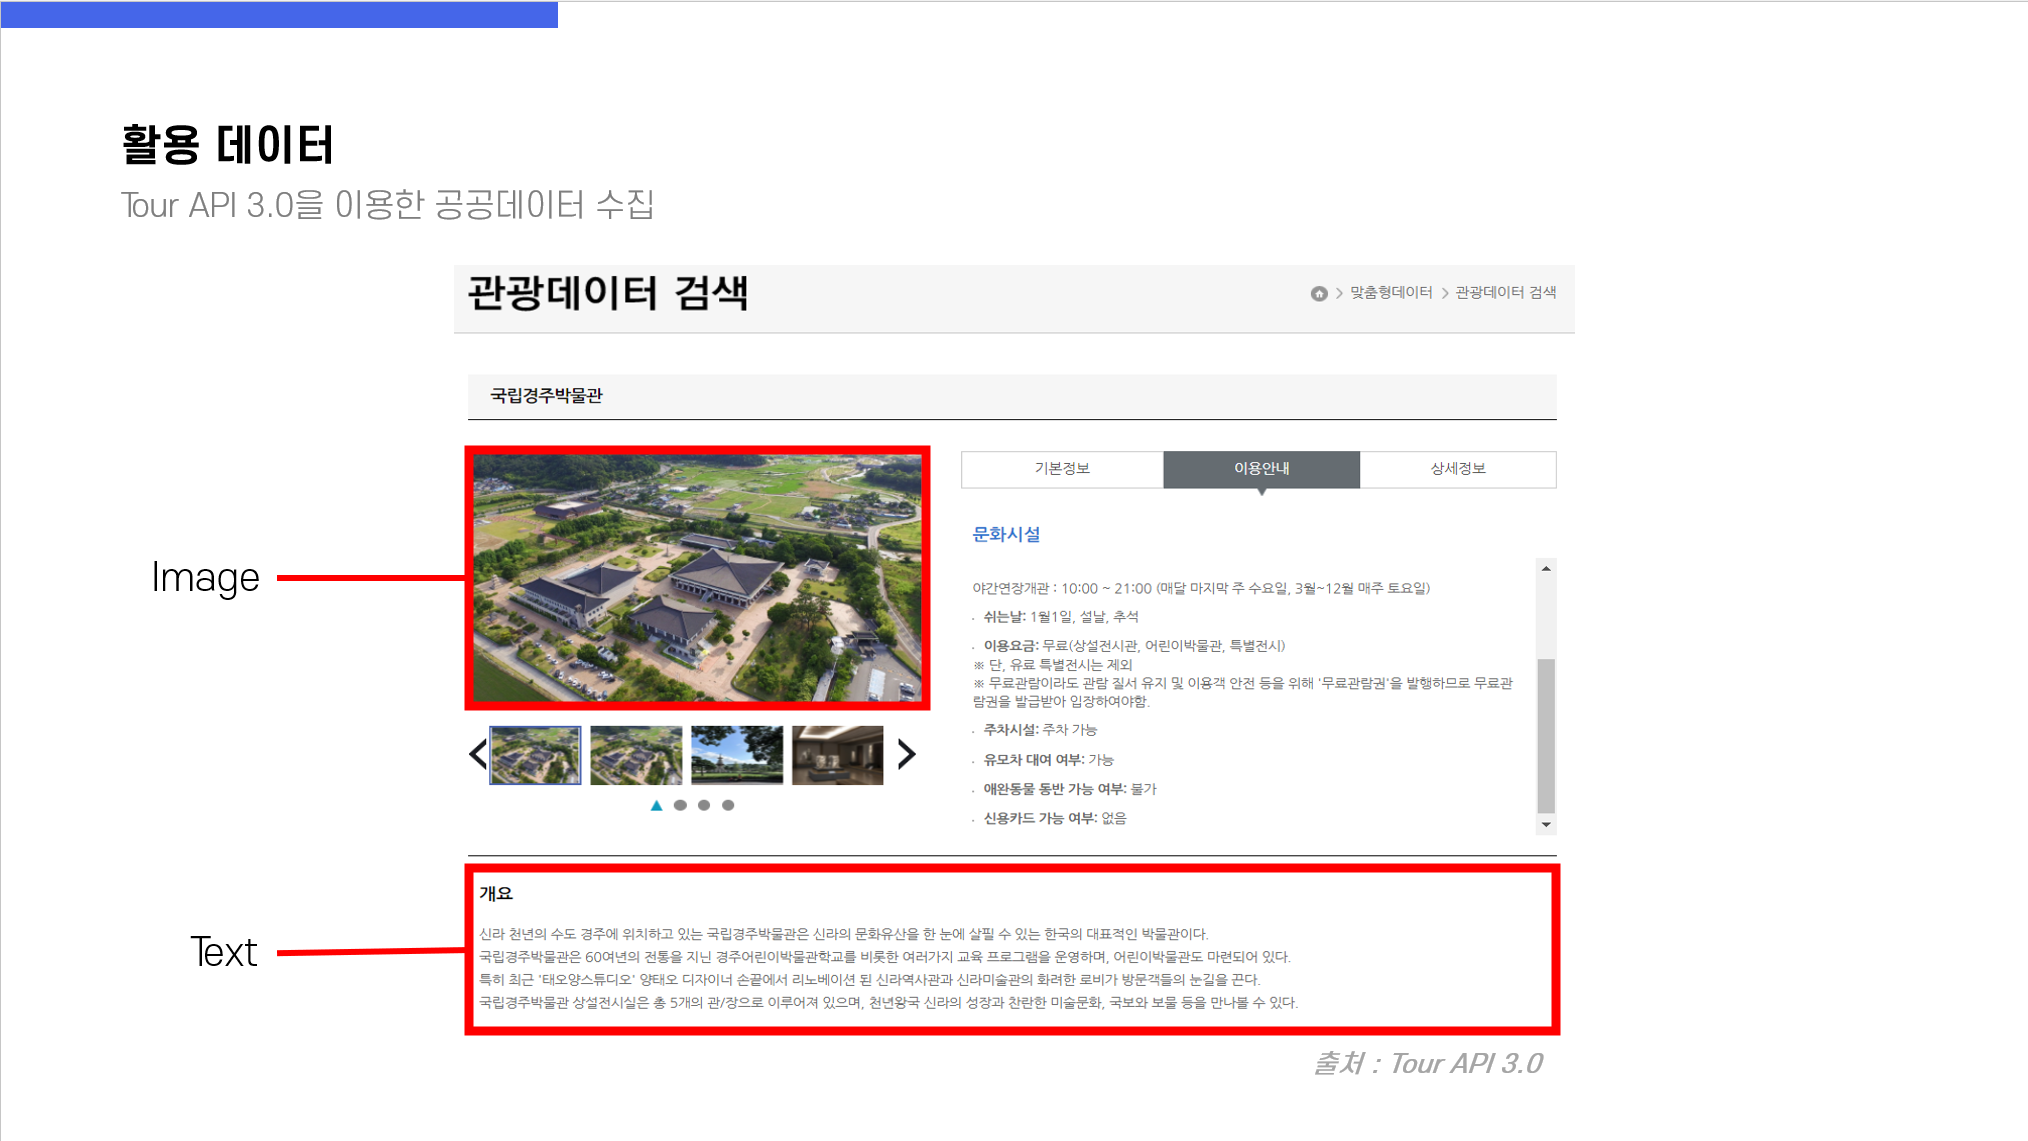 활용 데이터
Tour API 3.0을 이용한 공공데이터 수집
관광데이터 검색
맞춤형데이터 > 관광데이터 검색
국립경주박물관
기본정보
이용안내
상세정보
문화시설
Image
야간연장개관 : 10:00 ~ 21:00 (매달 마지막 주 수요일, 3월~12월 매주 토요일)
· 쉬는날: 1월1일, 설날, 추석
· 이용요금: 무료(상설전시관, 어린이박물관, 특별전시)
※ 단, 유료 특별전시는 제외
※ 무료관람이라도 관람 질서 유지 및 이용객 안전 등을 위해 '무료관람권'을 발행하므로 무료관
람권을 발급받아 입장하여야함.
· 주차시설: 주차 가능
· 유모차 대여 여부: 가능
· 애완동물 동반 가능 여부: 불가
· 신용카드 가능 여부: 없음
Text
개요
신라 천년의 수도 경주에 위치하고 있는 국립경주박물관은 신라의 문화유산을 한 눈에 살필 수 있는 한국의 대표적인 박물관이다.
국립경주박물관은 60여년의 전통을 지닌 경주어린이박물관학교를 비롯한 여러가지 교육 프로그램을 운영하며, 어린이박물관도 마련되어 있다.
특히 최근 '태오양스튜디오' 양태오 디자이너 손끝에서 리노베이션 된 신라역사관과 신라미술관의 화려한 로비가 방문객들의 눈길을 끈다.
국립경주박물관 상설전시실은 총 5개의 관/장으로 이루어져 있으며, 천년왕국 신라의 성장과 찬란한 미술문화, 국보와 보물 등을 만나볼 수 있다.
출처 : Tour API 3.0